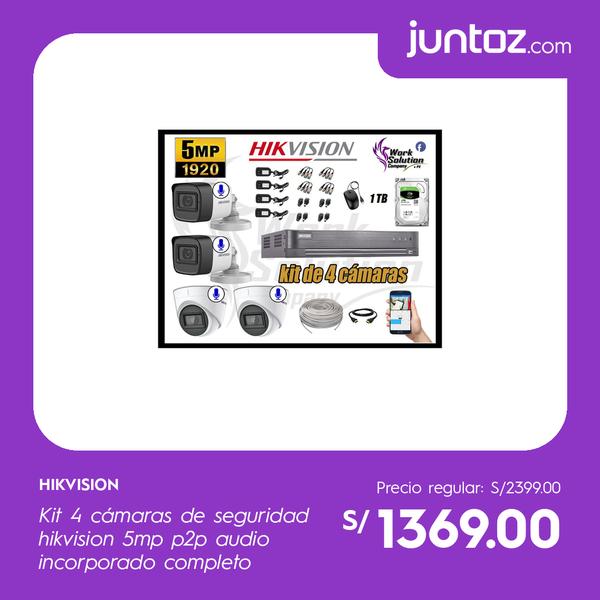 juntoz.com
5MP
1920
HIKVISION
Work
Solution
Company
1 TB
kit de 4 cámaras
HIKVISION
Kit 4 cámaras de seguridad
hikvision 5mp p2p audio
incorporado completo
Precio regular: S/2399.00
S/1369.00